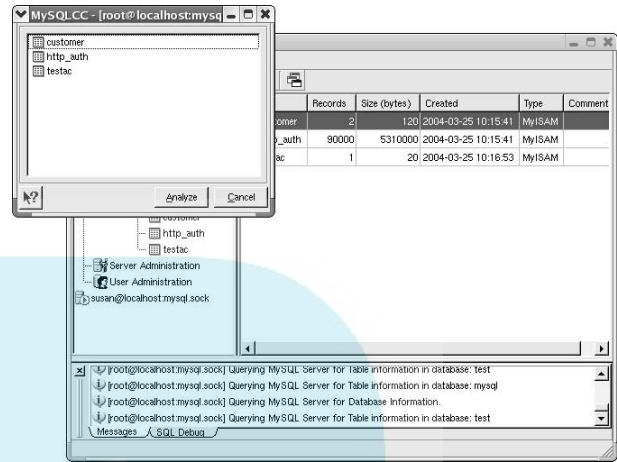 MySQLCC - [root@localhost:mysq
customer
http_auth
testac
Analyze
Cancel
Records Size (bytes) Created Type Comment
tomer 2 120 2004-03-25 10:15:41 MyISAM
_auth 90000 5310000 2004-03-25 10:15:41 MyISAM
ac 1 20 2004-03-25 10:16:53 MyISAM
customer
http_auth
testac
Server Administration
User Administration
susan@localhost:mysql.sock
[root@localhost:mysql.sock] Querying MySQL Server for Table information in database: test
[root@localhost:mysql.sock] Querying MySQL Server for Table information in database: mysql
[root@localhost:mysql.sock] Querying MySQL Server for Database Information.
[root@localhost:mysql.sock] Querying MySQL Server for Table information in database: test
Messages SQL Debug